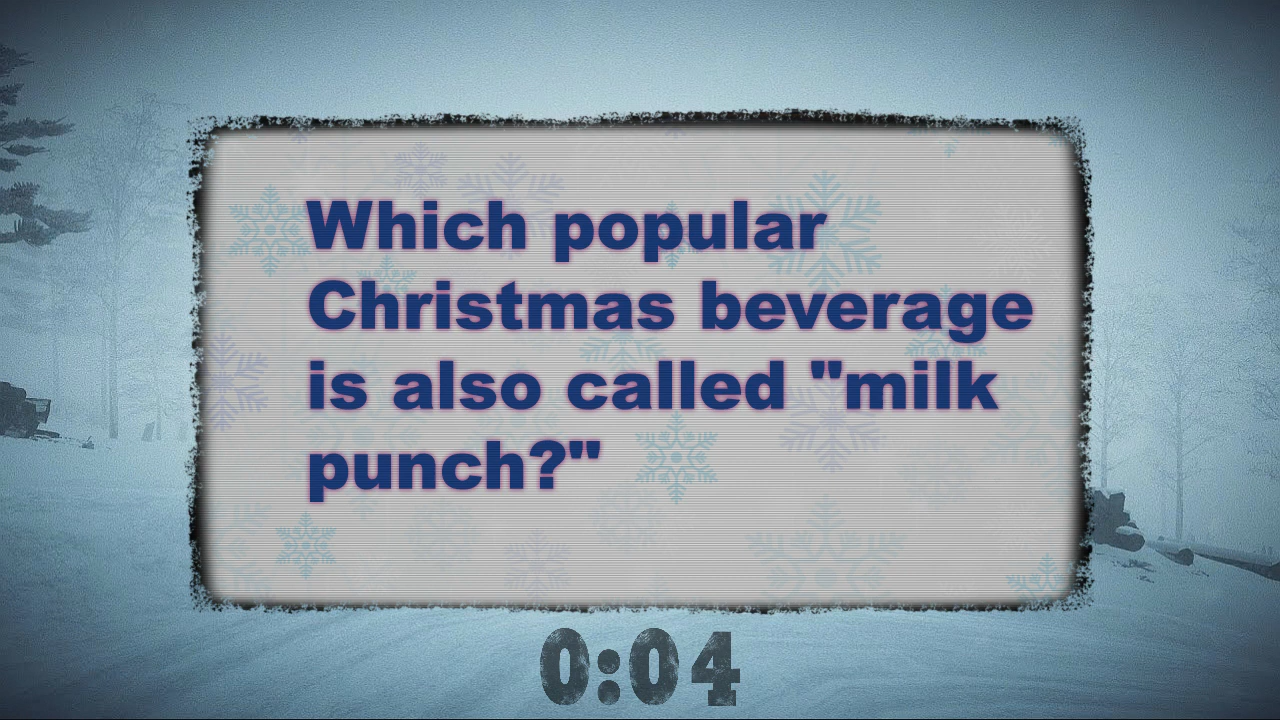 Which popular
Christmas beverage
is also called "milk
punch?"
0:04